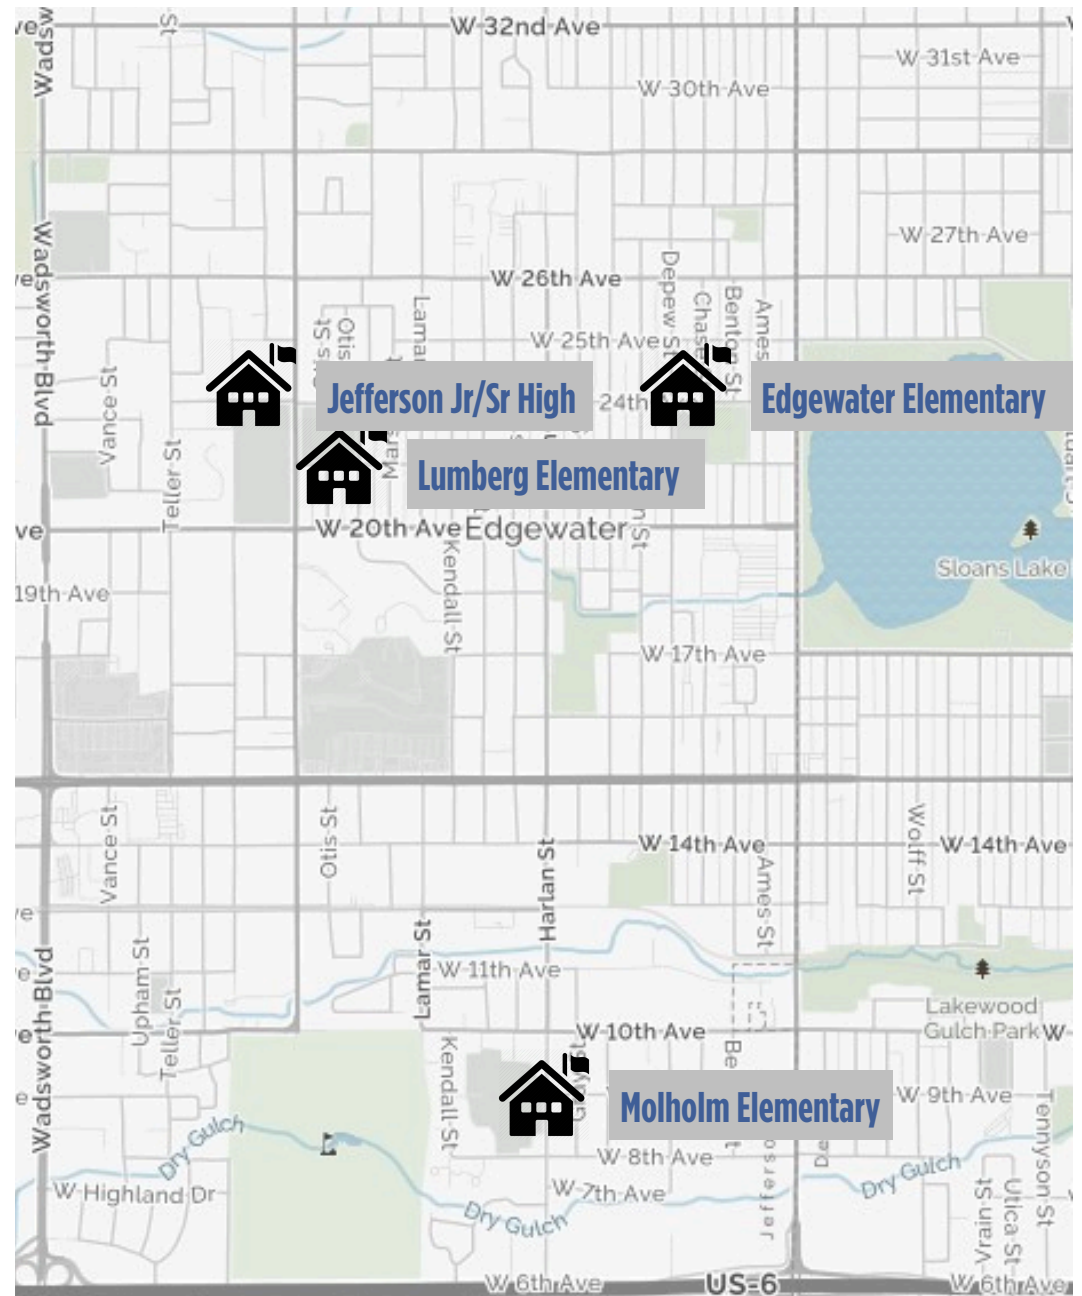 W 32nd Ave
W 31st Ave
W 30th Ave
W 27th Ave
W 26th Ave
Wadsworth Blvd
Depew St
Chase
Benton St
Ames
Otis
Lamar
W 25th Ave
24th
Vance St
Teller St
Jefferson Jr/Sr High
Edgewater Elementary
Lumberg Elementary
W 20th Ave
Edgewater
Sloans Lake
19th Ave
Kendall St
W 17th Ave
Vance St
Otis St
Harlan St
W 14th Ave
Ames St
Wolff St
W 14th Ave
Wadsworth Blvd
Upham St
Teller St
Lamar St
W 11th Ave
Lakewood
Gulch Park
W 10th Ave
W
Kendall St
Be
Molholm Elementary
W 9th Ave
Tennyson St
W 8th Ave
Dry Gulch
W Highland Dr
W 7th Ave
Dry Gulch
Dry Gulch
Vrain St
Utica St
W 6th Ave
US-6
W 6th Ave